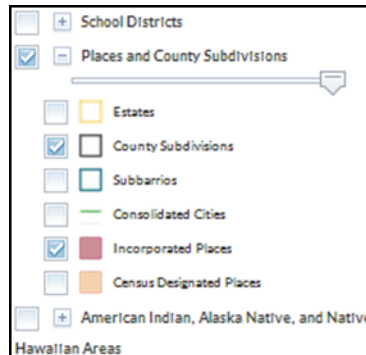 School Districts
Places and County Subdivisions
Estates
County Subdivisions
Subbarrios
Consolidated Cities
Incorporated Places
Census Designated Places
American Indian, Alaska Native, and Native
Hawaiian Areas